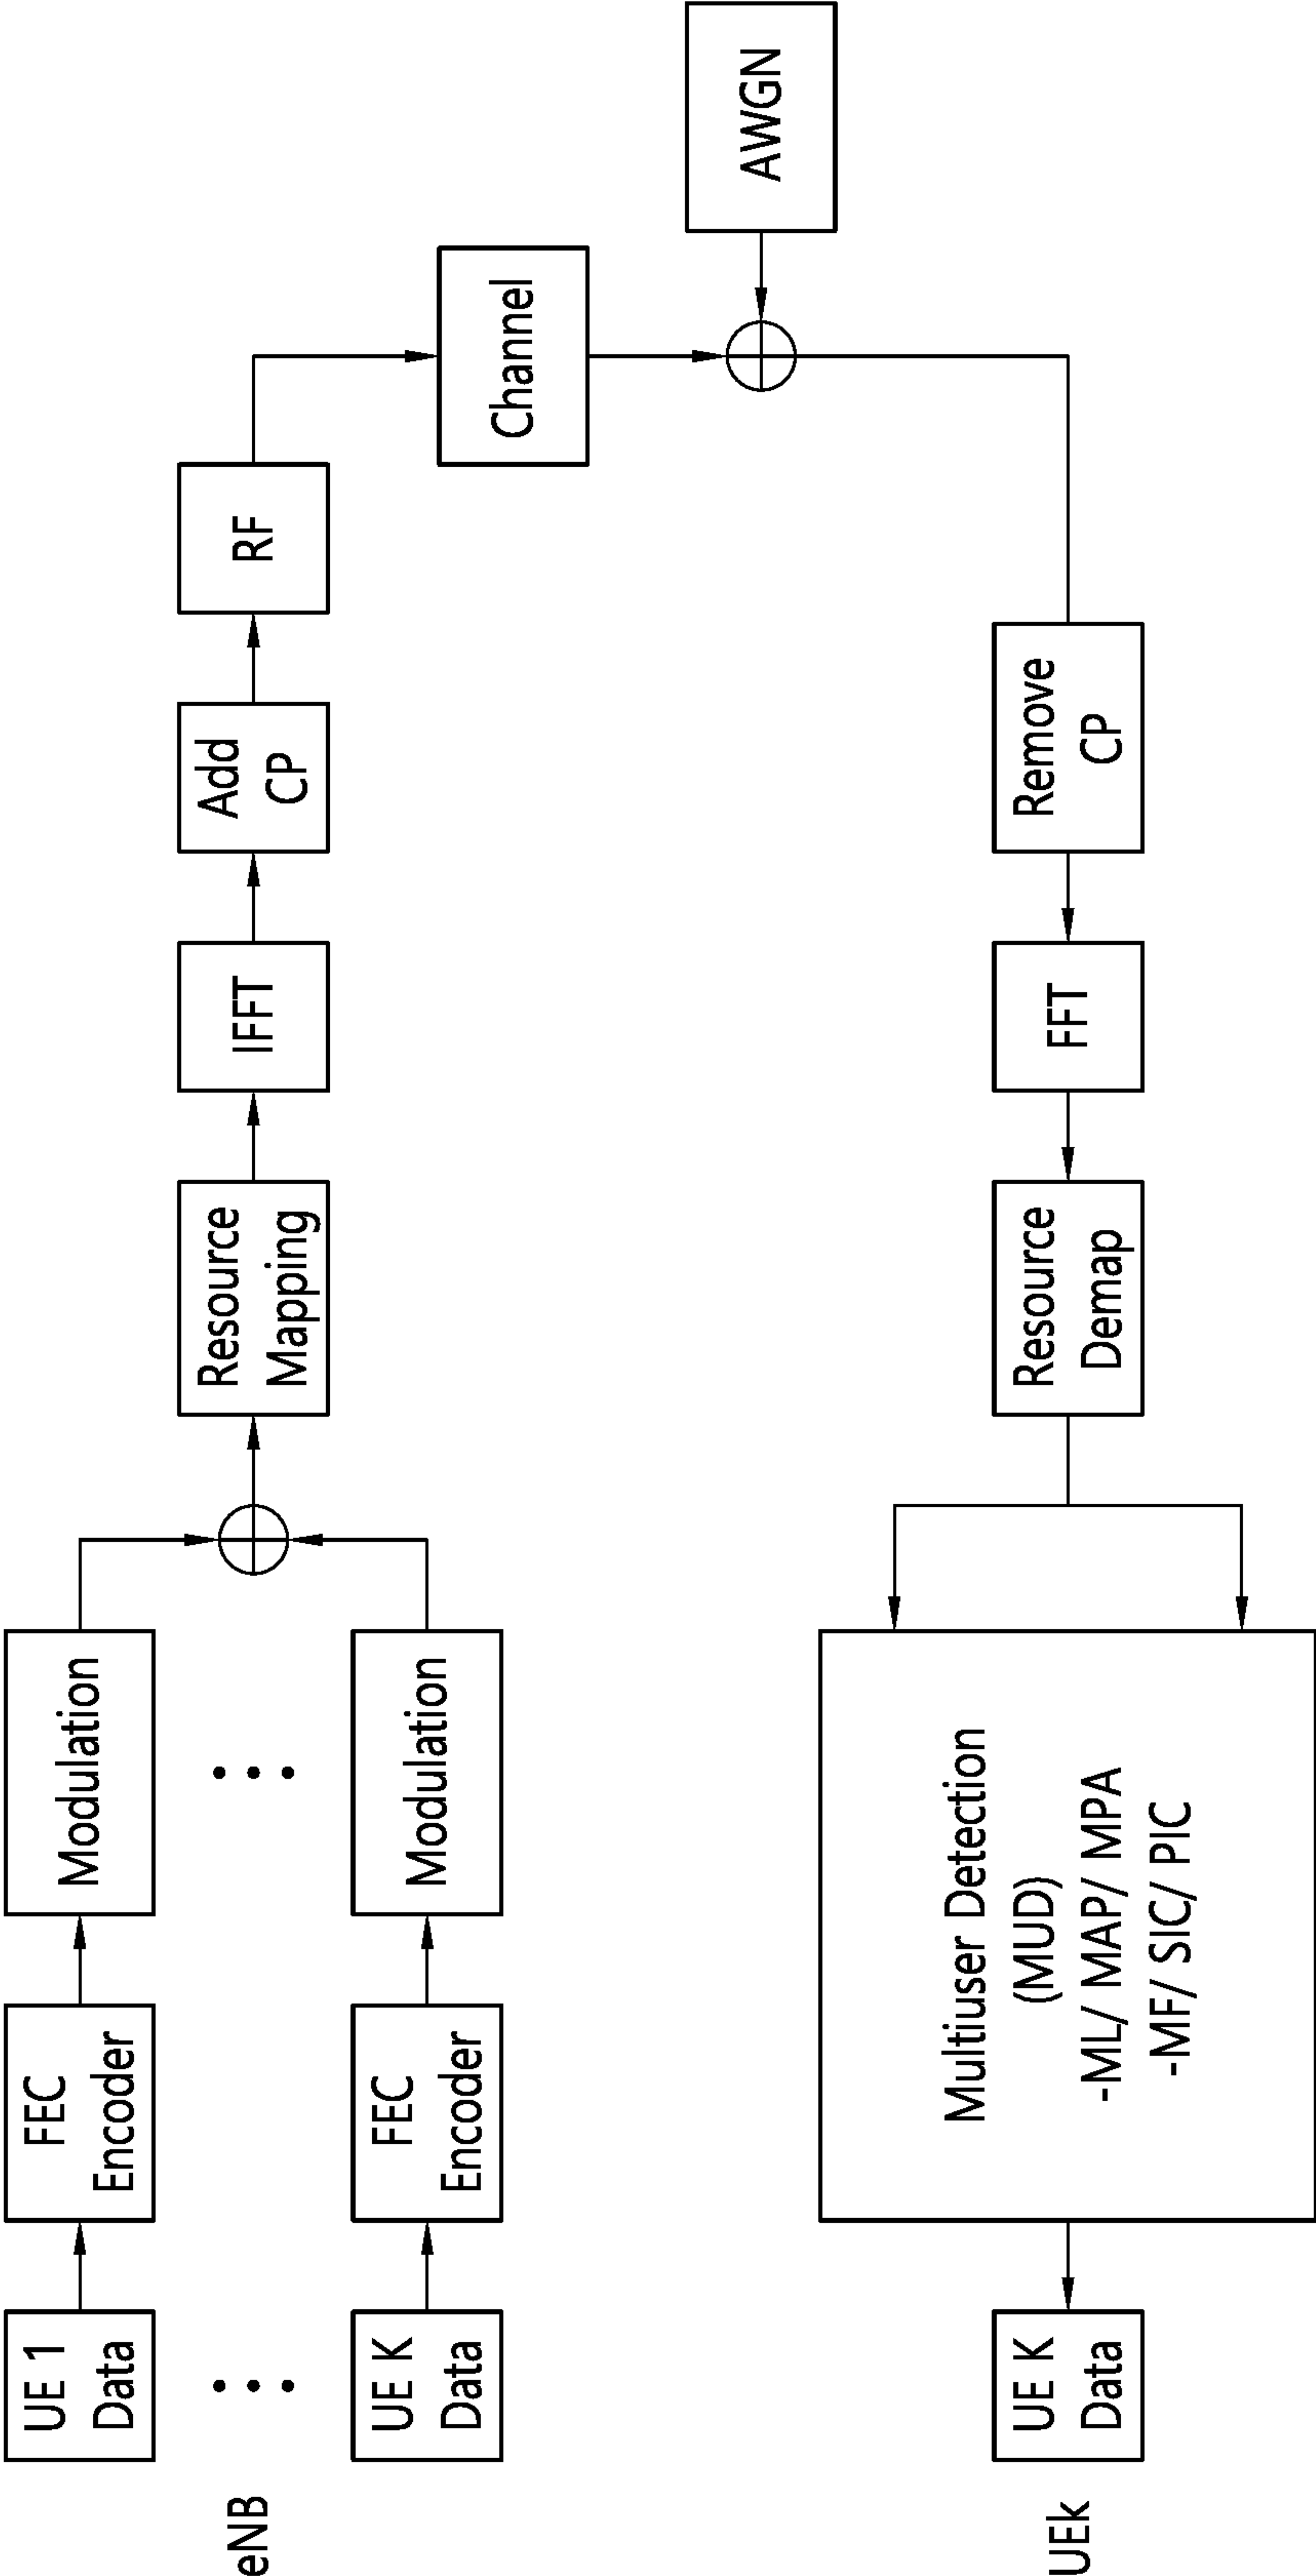 UE 1
Data
FEC
Encoder
Modulation
eNB
UE K
Data
FEC
Encoder
Modulation
Resource
Mapping
IFFT
Add
CP
RF
Channel
AWGN
UEk
UE K
Data
Multiuser Detection
(MUD)
-ML/ MAP/ MPA
-MF/ SIC/ PIC
Resource
Demap
FFT
Remove
CP